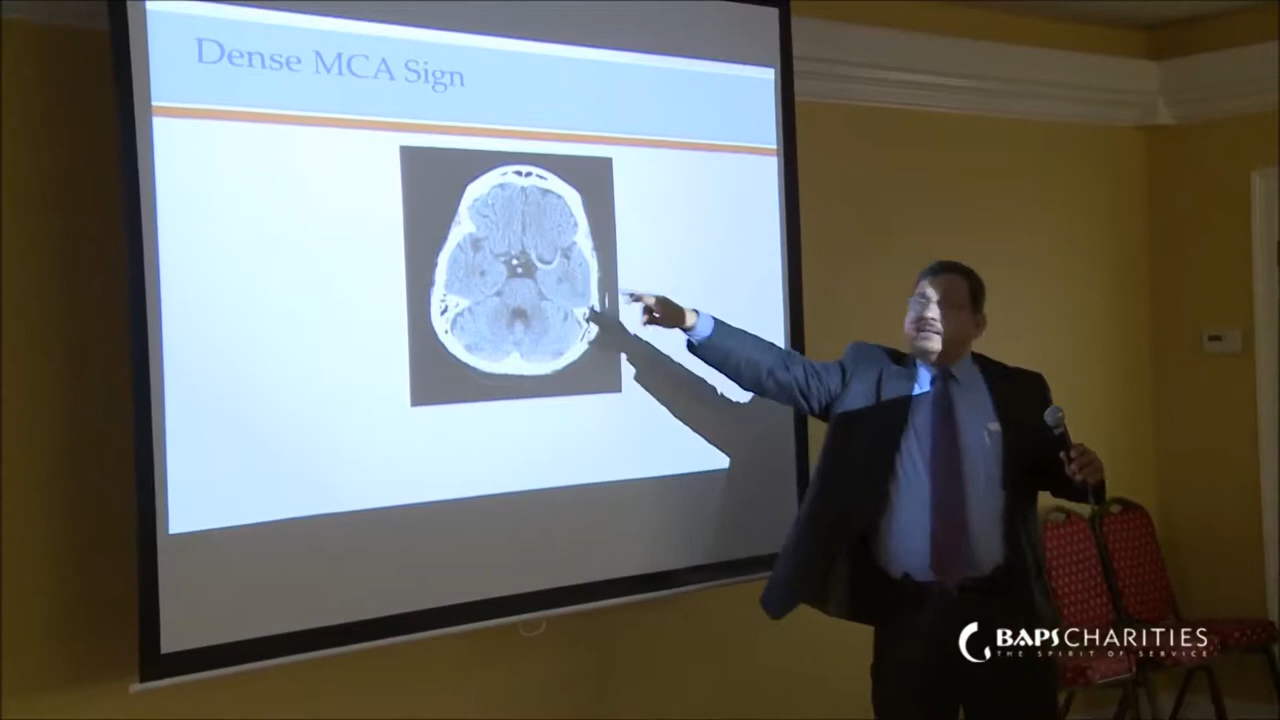 Dense MCA Sign
BAPS CHARITIES
THE SPIRIT OF SERVICE